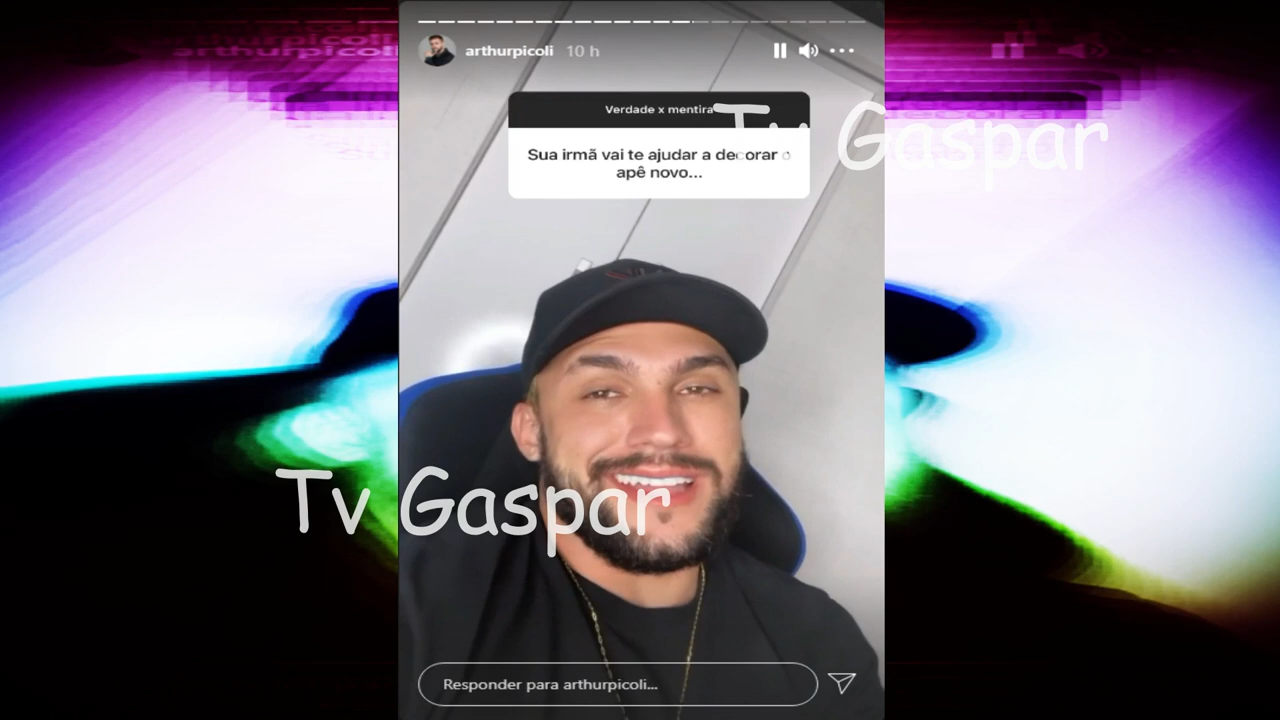 arthurpicoli 10 h
Verdade x mentira
Tv Gaspar
Sua irmã vai te ajudar a decorar o
apê novo...
Tv Gaspar
Responder para arthurpicoli...